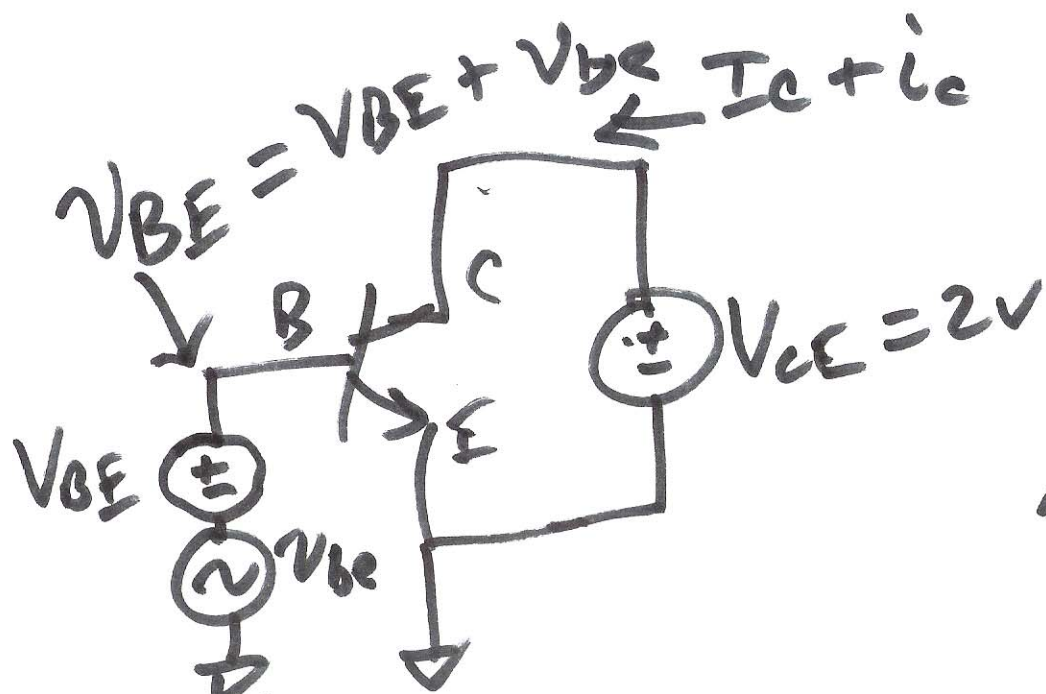 vBE = VBE + vbe
← Ic + ic
B
C
E
VBE
vbe
VCE = 2V